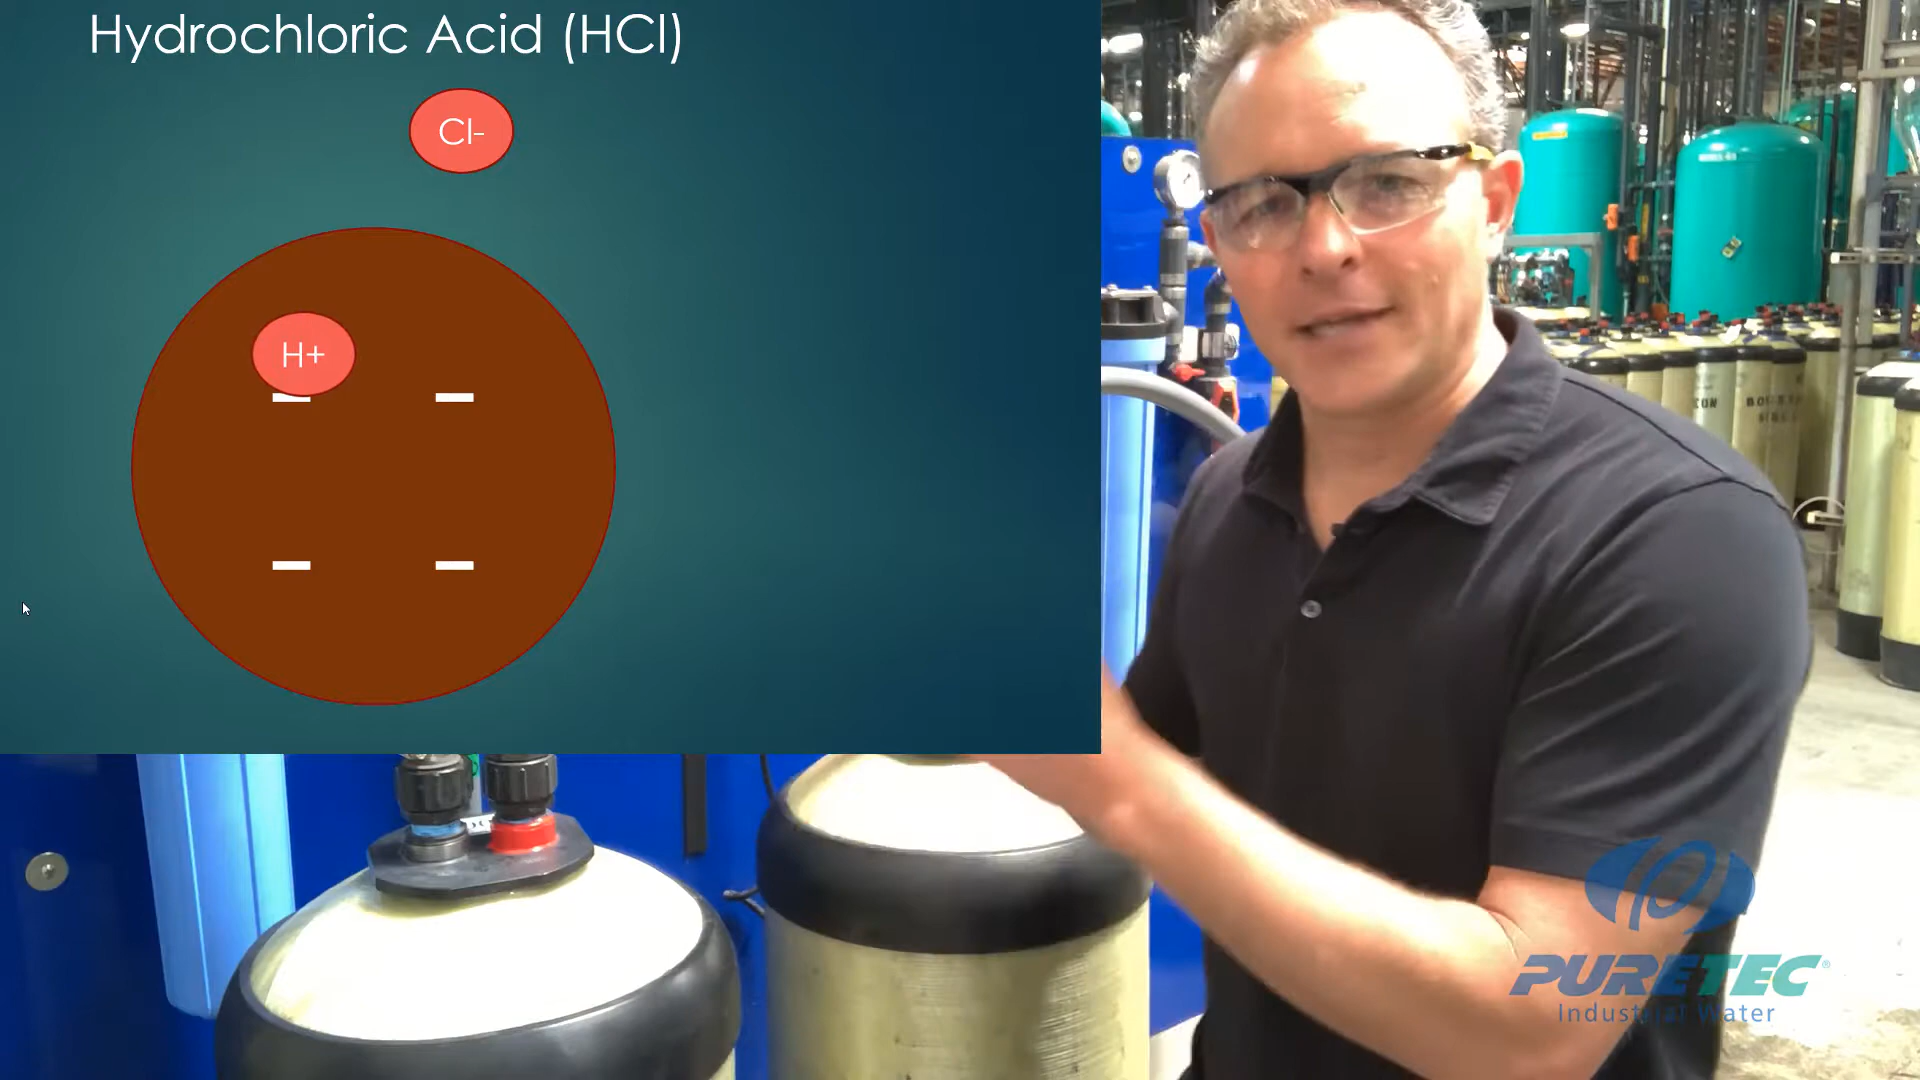 Hydrochloric Acid (HCl)
Cl-
H+
PURETEC®
Industrial Water